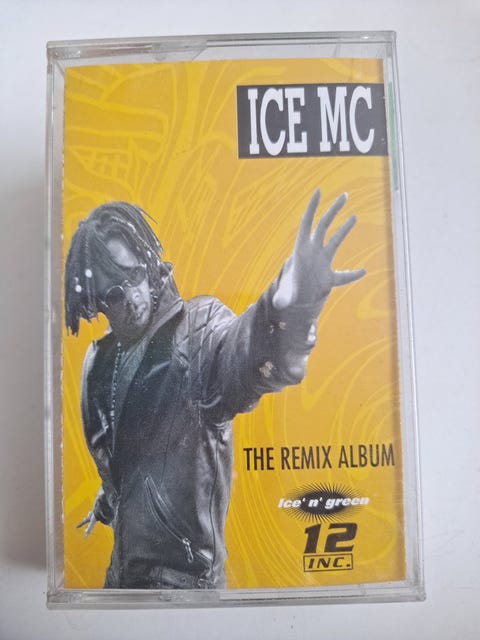 ICE MC
THE REMIX ALBUM
ice' n' green
12
INC.